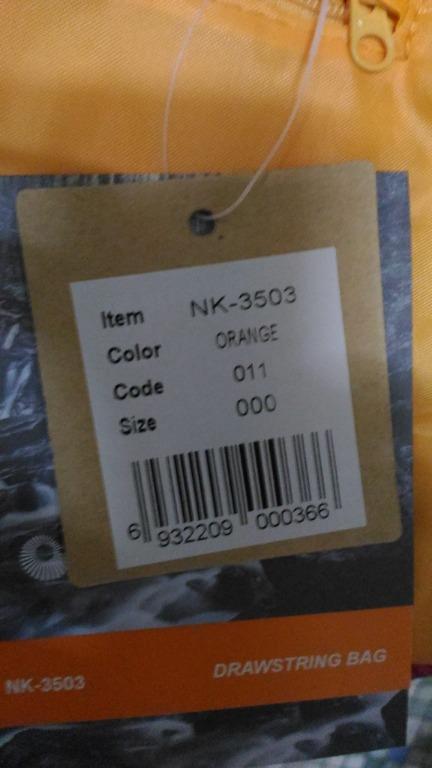 Item NK-3503
Color ORANGE
Code 011
Size 000
6 932209 000366
NK-3503 DRAWSTRING BAG